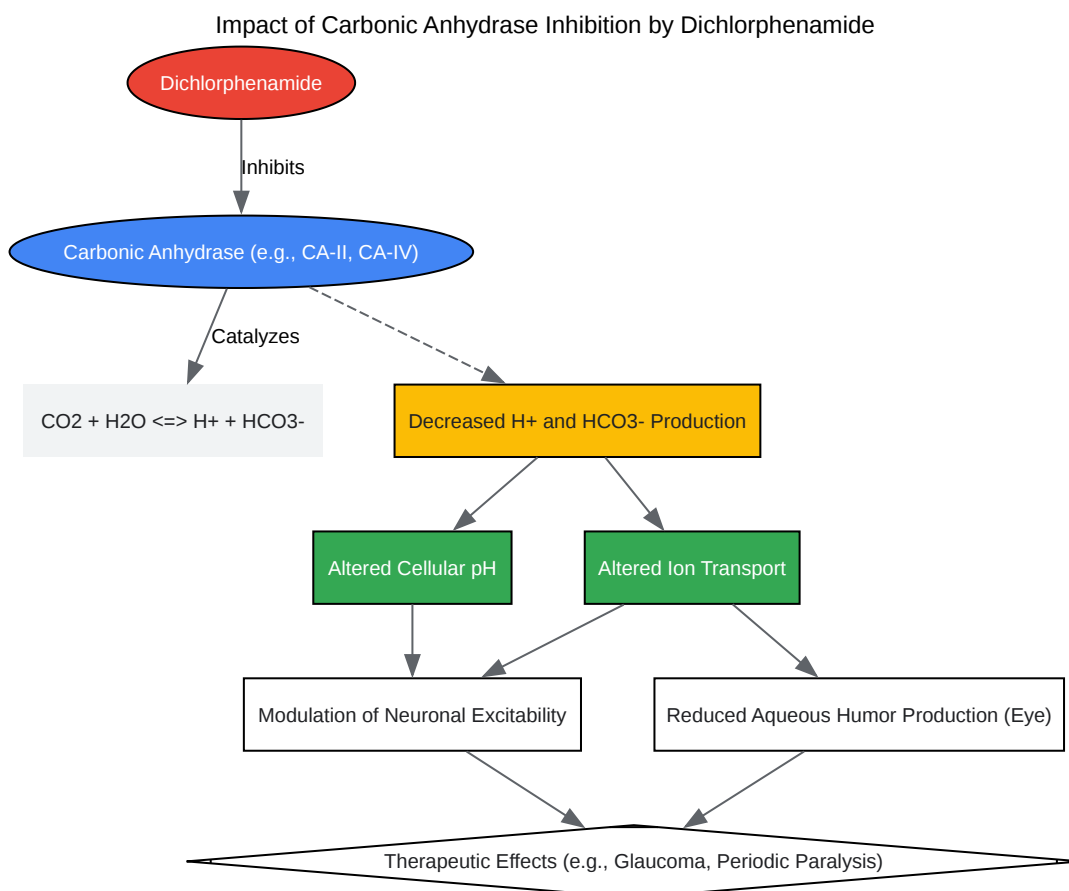 Impact of Carbonic Anhydrase Inhibition by Dichlorphenamide
Dichlorphenamide
Inhibits
Carbonic Anhydrase (e.g., CA-II, CA-IV)
Catalyzes
CO2 + H2O <=> H+ + HCO3-
Decreased H+ and HCO3- Production
Altered Cellular pH
Altered Ion Transport
Modulation of Neuronal Excitability
Reduced Aqueous Humor Production (Eye)
Therapeutic Effects (e.g., Glaucoma, Periodic Paralysis)